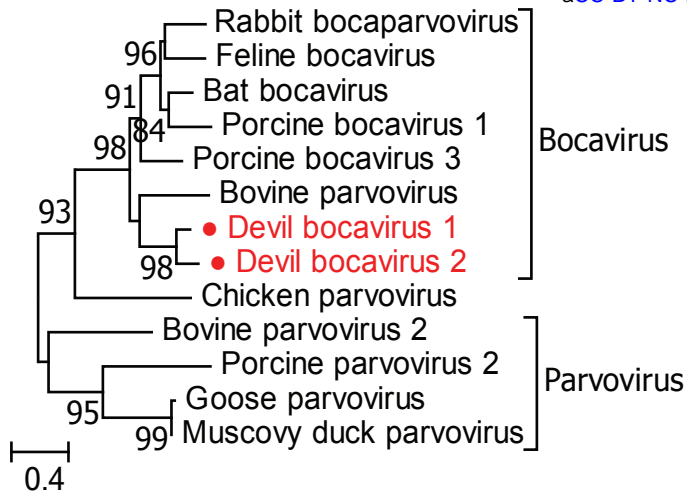 Rabbit bocaparvovirus
96
Feline bocavirus
91
Bat bocavirus
84
Porcine bocavirus 1
Bocavirus
98
Porcine bocavirus 3
Bovine parvovirus
93
● Devil bocavirus 1
98
● Devil bocavirus 2
Chicken parvovirus
Bovine parvovirus 2
Porcine parvovirus 2
Parvovirus
95
Goose parvovirus
99
Muscovy duck parvovirus
0.4